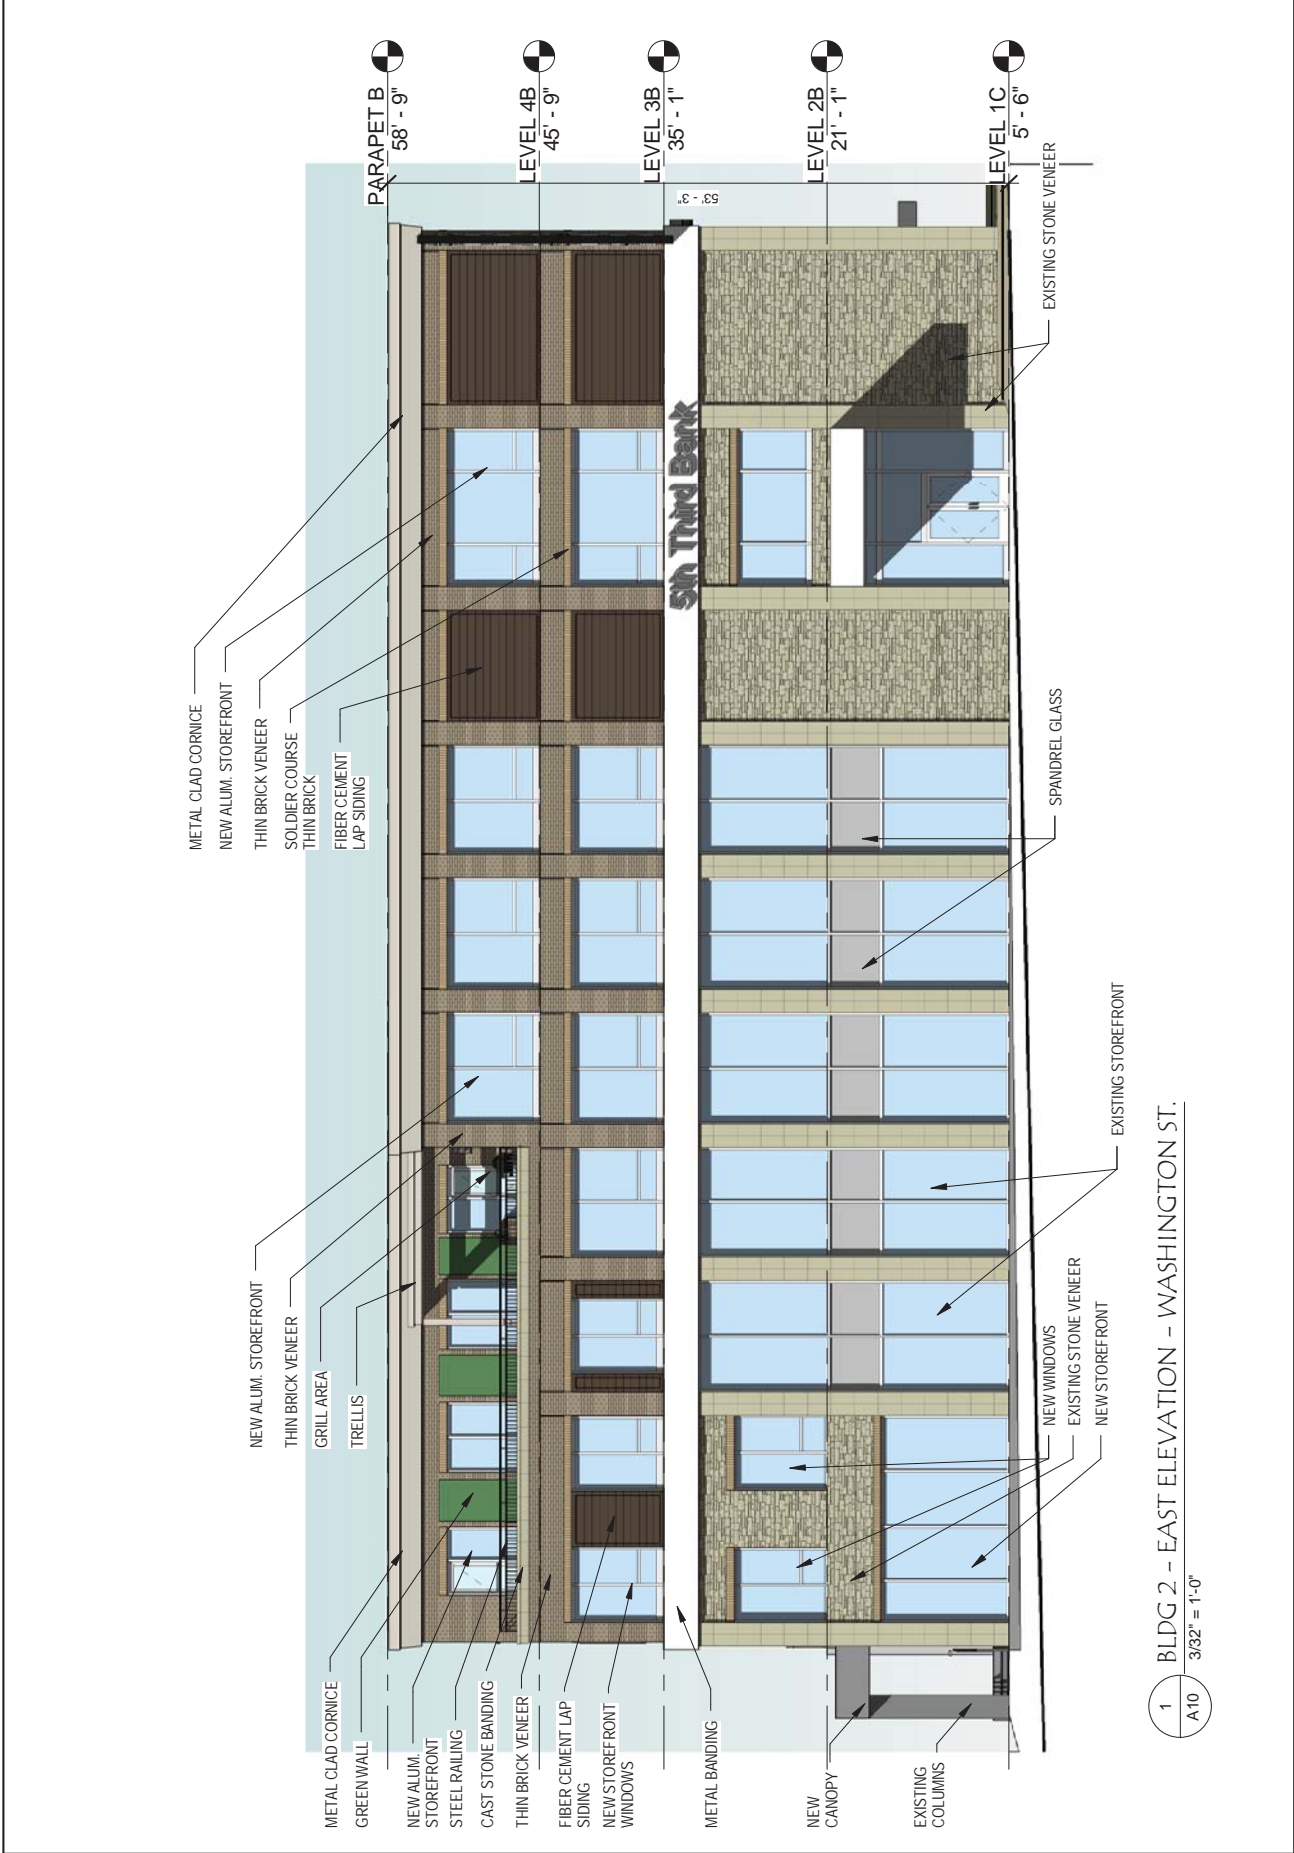 METAL CLAD CORNICE
NEW ALUM. STOREFRONT
THIN BRICK VENEER
SOLDIER COURSE
THIN BRICK
FIBER CEMENT
LAP SIDING
NEW ALUM. STOREFRONT
THIN BRICK VENEER
GRILL AREA
TRELLIS
METAL CLAD CORNICE
GREEN WALL
NEW ALUM.
STOREFRONT
STEEL RAILING
CAST STONE BANDING
THIN BRICK VENEER
FIBER CEMENT LAP
SIDING
NEW STOREFRONT
WINDOWS
METAL BANDING
NEW
CANOPY
EXISTING
COLUMNS
PARAPET B
58' - 9"
LEVEL 4B
45' - 9"
LEVEL 3B
35' - 1"
LEVEL 2B
21' - 1"
LEVEL 1C
5' - 6"
53' - 3"
5th Third Bank
EXISTING STONE VENEER
SPANDREL GLASS
EXISTING STOREFRONT
NEW WINDOWS
EXISTING STONE VENEER
NEW STOREFRONT
1
A10
BLDG 2 - EAST ELEVATION - WASHINGTON ST.
3/32" = 1'-0"